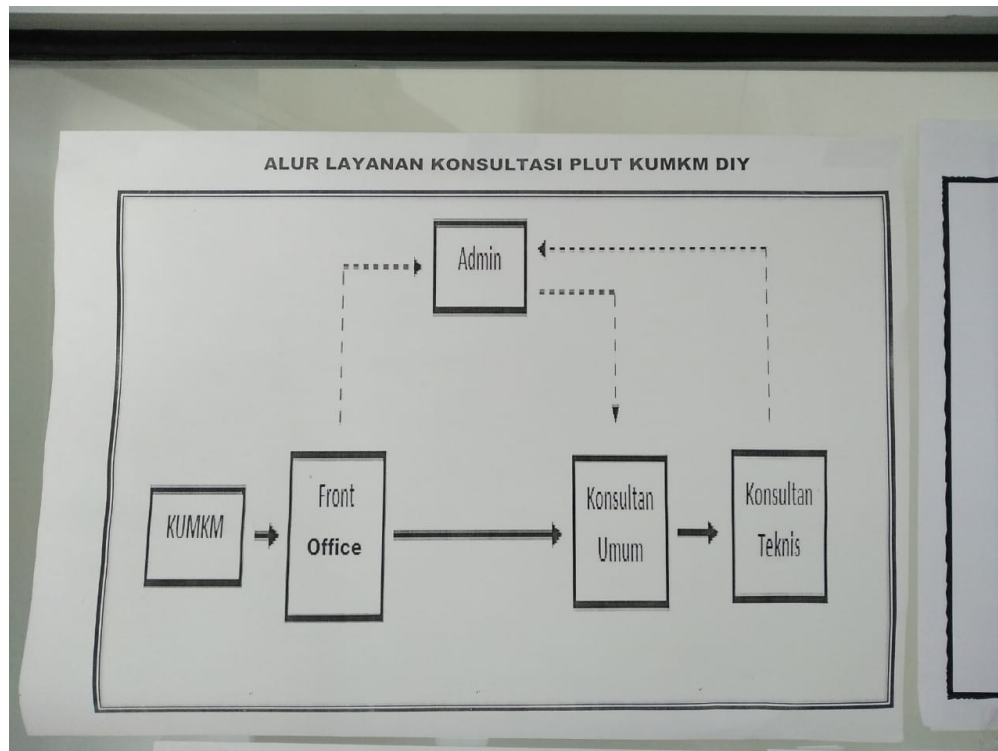 ALUR LAYANAN KONSULTASI PLUT KUMKM DIY
Admin
KUMKM
Front
Office
Konsultan
Umum
Konsultan
Teknis